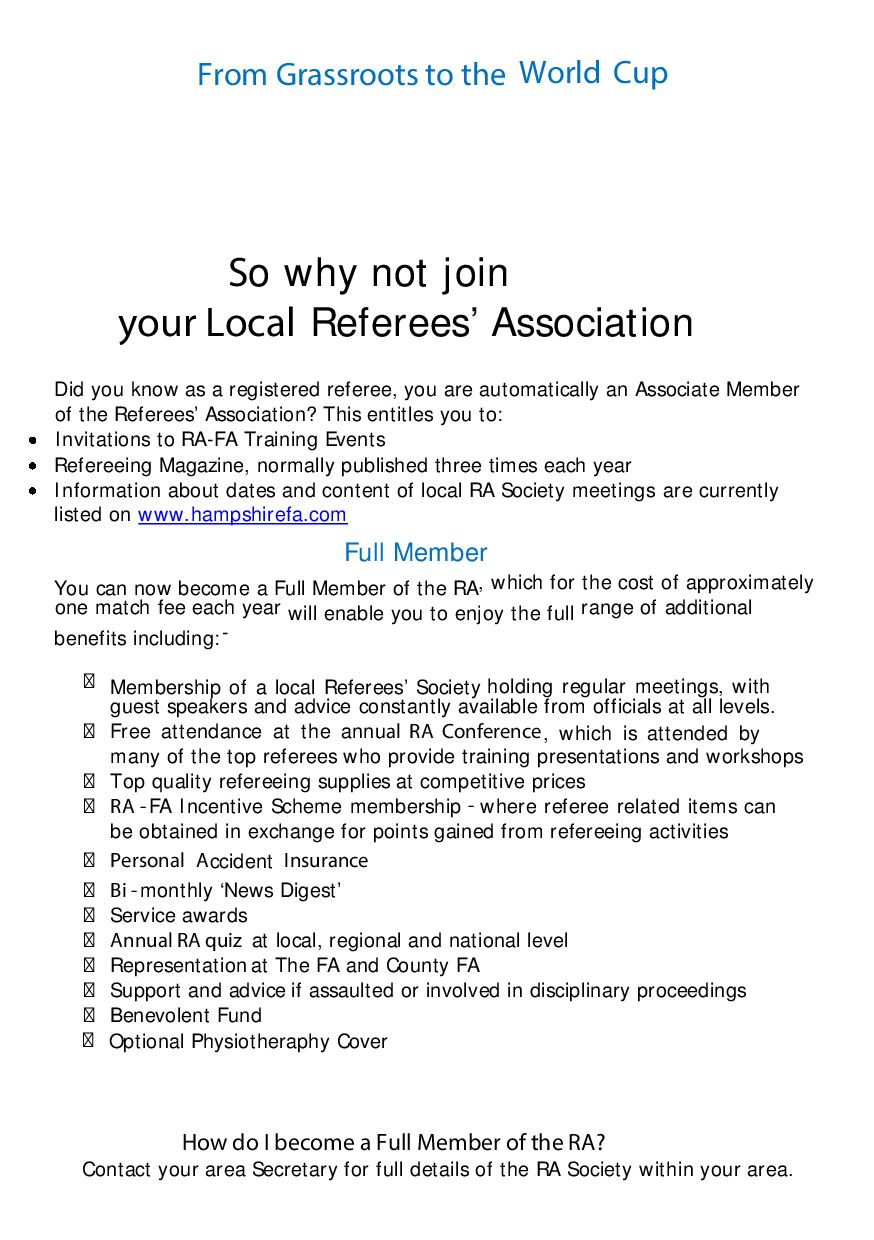 From Grassroots to the World Cup
So why not join
your Local Referees’ Association
Did you know as a registered referee, you are automatically an Associate Member
of the Referees’ Association? This entitles you to:
• Invitations to RA-FA Training Events
• Refereeing Magazine, normally published three times each year
• Information about dates and content of local RA Society meetings are currently
listed on www.hampshirefa.com
Full Member
You can now become a Full Member of the RA, which for the cost of approximately
one match fee each year will enable you to enjoy the full range of additional
benefits including:-
Membership of a local Referees’ Society holding regular meetings, with
guest speakers and advice constantly available from officials at all levels.
Free attendance at the annual RA Conference, which is attended by
many of the top referees who provide training presentations and workshops
Top quality refereeing supplies at competitive prices
RA-FA Incentive Scheme membership - where referee related items can
be obtained in exchange for points gained from refereeing activities
Personal Accident Insurance
Bi-monthly ‘News Digest’
Service awards
Annual RA quiz at local, regional and national level
Representation at The FA and County FA
Support and advice if assaulted or involved in disciplinary proceedings
Benevolent Fund
Optional Physiotheraphy Cover
How do I become a Full Member of the RA?
Contact your area Secretary for full details of the RA Society within your area.